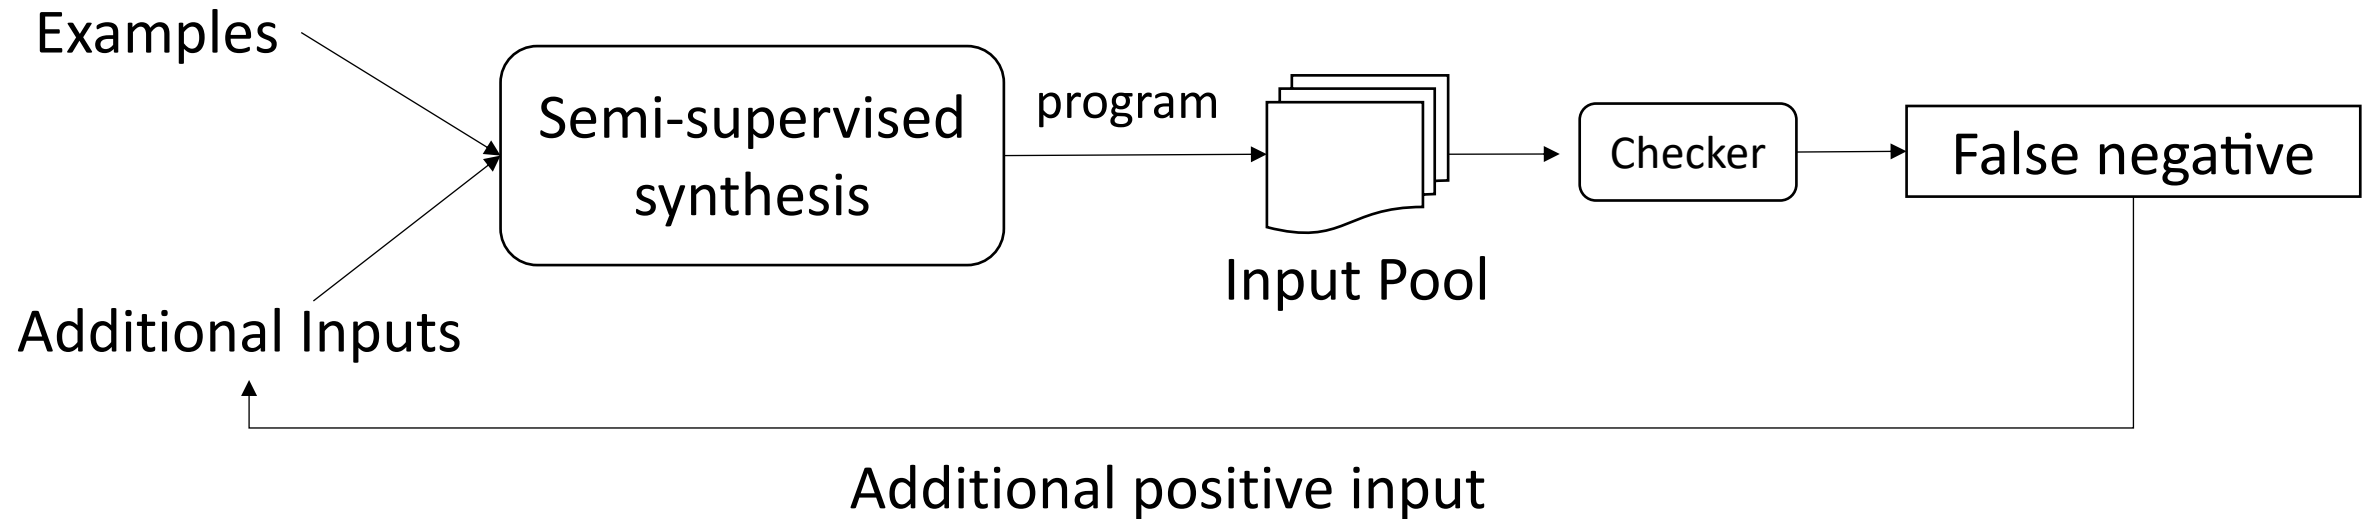 Examples
Semi-supervised
synthesis
program
Checker
False negative
Input Pool
Additional Inputs
Additional positive input